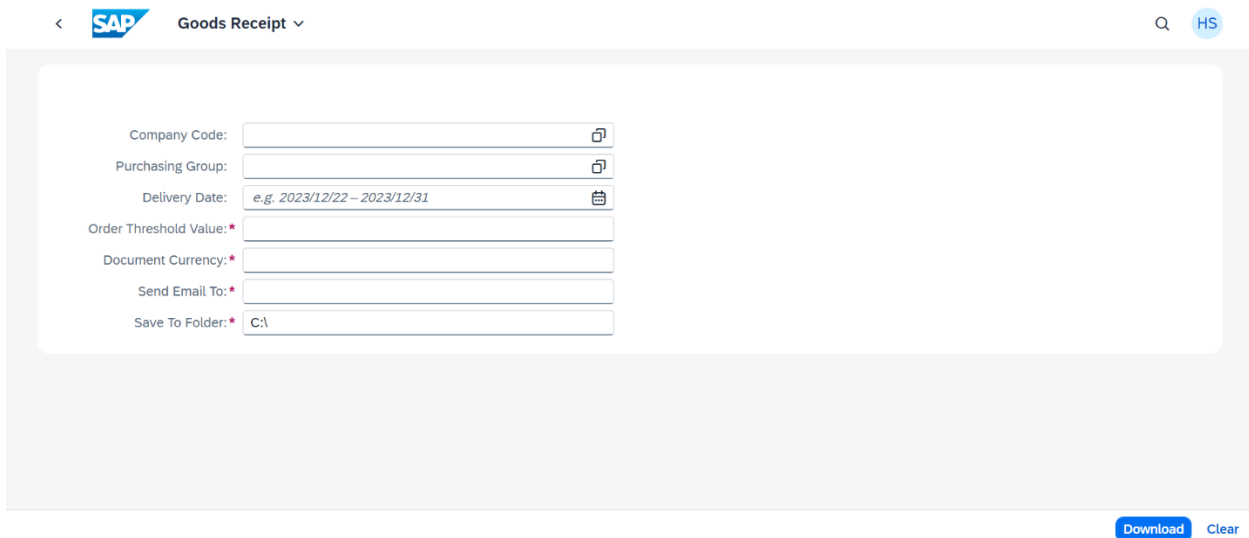 SAP Goods Receipt HS
Company Code:
Purchasing Group:
Delivery Date: e.g. 2023/12/22 – 2023/12/31
Order Threshold Value:*
Document Currency:*
Send Email To:*
Save To Folder:* C:\
Download Clear